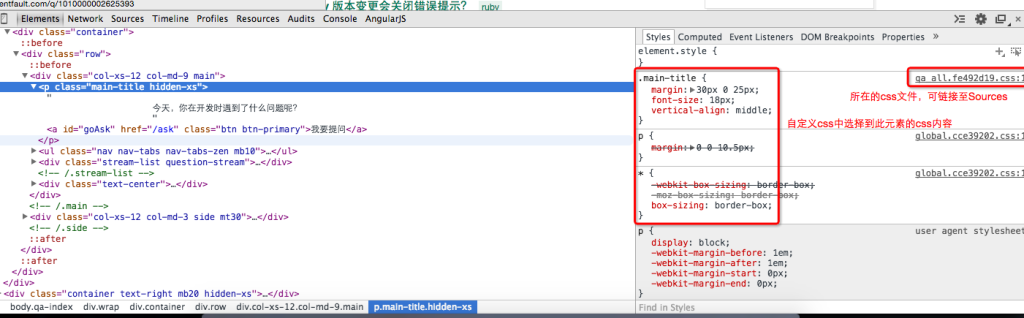 entfault.com/q/1010000002625393
版本变更会关闭错误提示? ruby
Elements Network Sources Timeline Profiles Resources Audits Console AngularJS
▼<div class="container">
::before
▼<div class="row">
::before
▼<div class="col-xs-12 col-md-9 main">
▼<p class="main-title hidden-xs">
"
今天，你在开发时遇到了什么问题呢?
"
<a id="goAsk" href="/ask" class="btn btn-primary">我要提问</a>
</p>
▶<ul class="nav nav-tabs nav-tabs-zen mb10">…</ul>
▶<div class="stream-list question-stream">…</div>
<!-- /.stream-list -->
▶<div class="text-center">…</div>
</div>
<!-- /.main -->
▶<div class="col-xs-12 col-md-3 side mt30">…</div>
<!-- /.side -->
::after
</div>
::after
</div>
<div class="container text-right mb20 hidden-xs">…</div>
body.qa-index div.wrap div.container div.row div.col-xs-12.col-md-9.main p.main-title.hidden-xs
Styles Computed Event Listeners DOM Breakpoints Properties »
element.style {
}
.main-title { qa_all.fe492d19.css:1
margin:▶30px 0 25px;
font-size: 18px;
vertical-align: middle;
}
所在的css文件，可链接至Sources
自定义css中选择到此元素的css内容
p { global.cce39202.css:1
margin:▶0 0 10.5px;
}
* { global.cce39202.css:1
-webkit-box-sizing: border-box;
-moz-box-sizing: border-box;
box-sizing: border-box;
}
p { user agent stylesheet
display: block;
-webkit-margin-before: 1em;
-webkit-margin-after: 1em;
-webkit-margin-start: 0px;
-webkit-margin-end: 0px;
}
Find in Styles